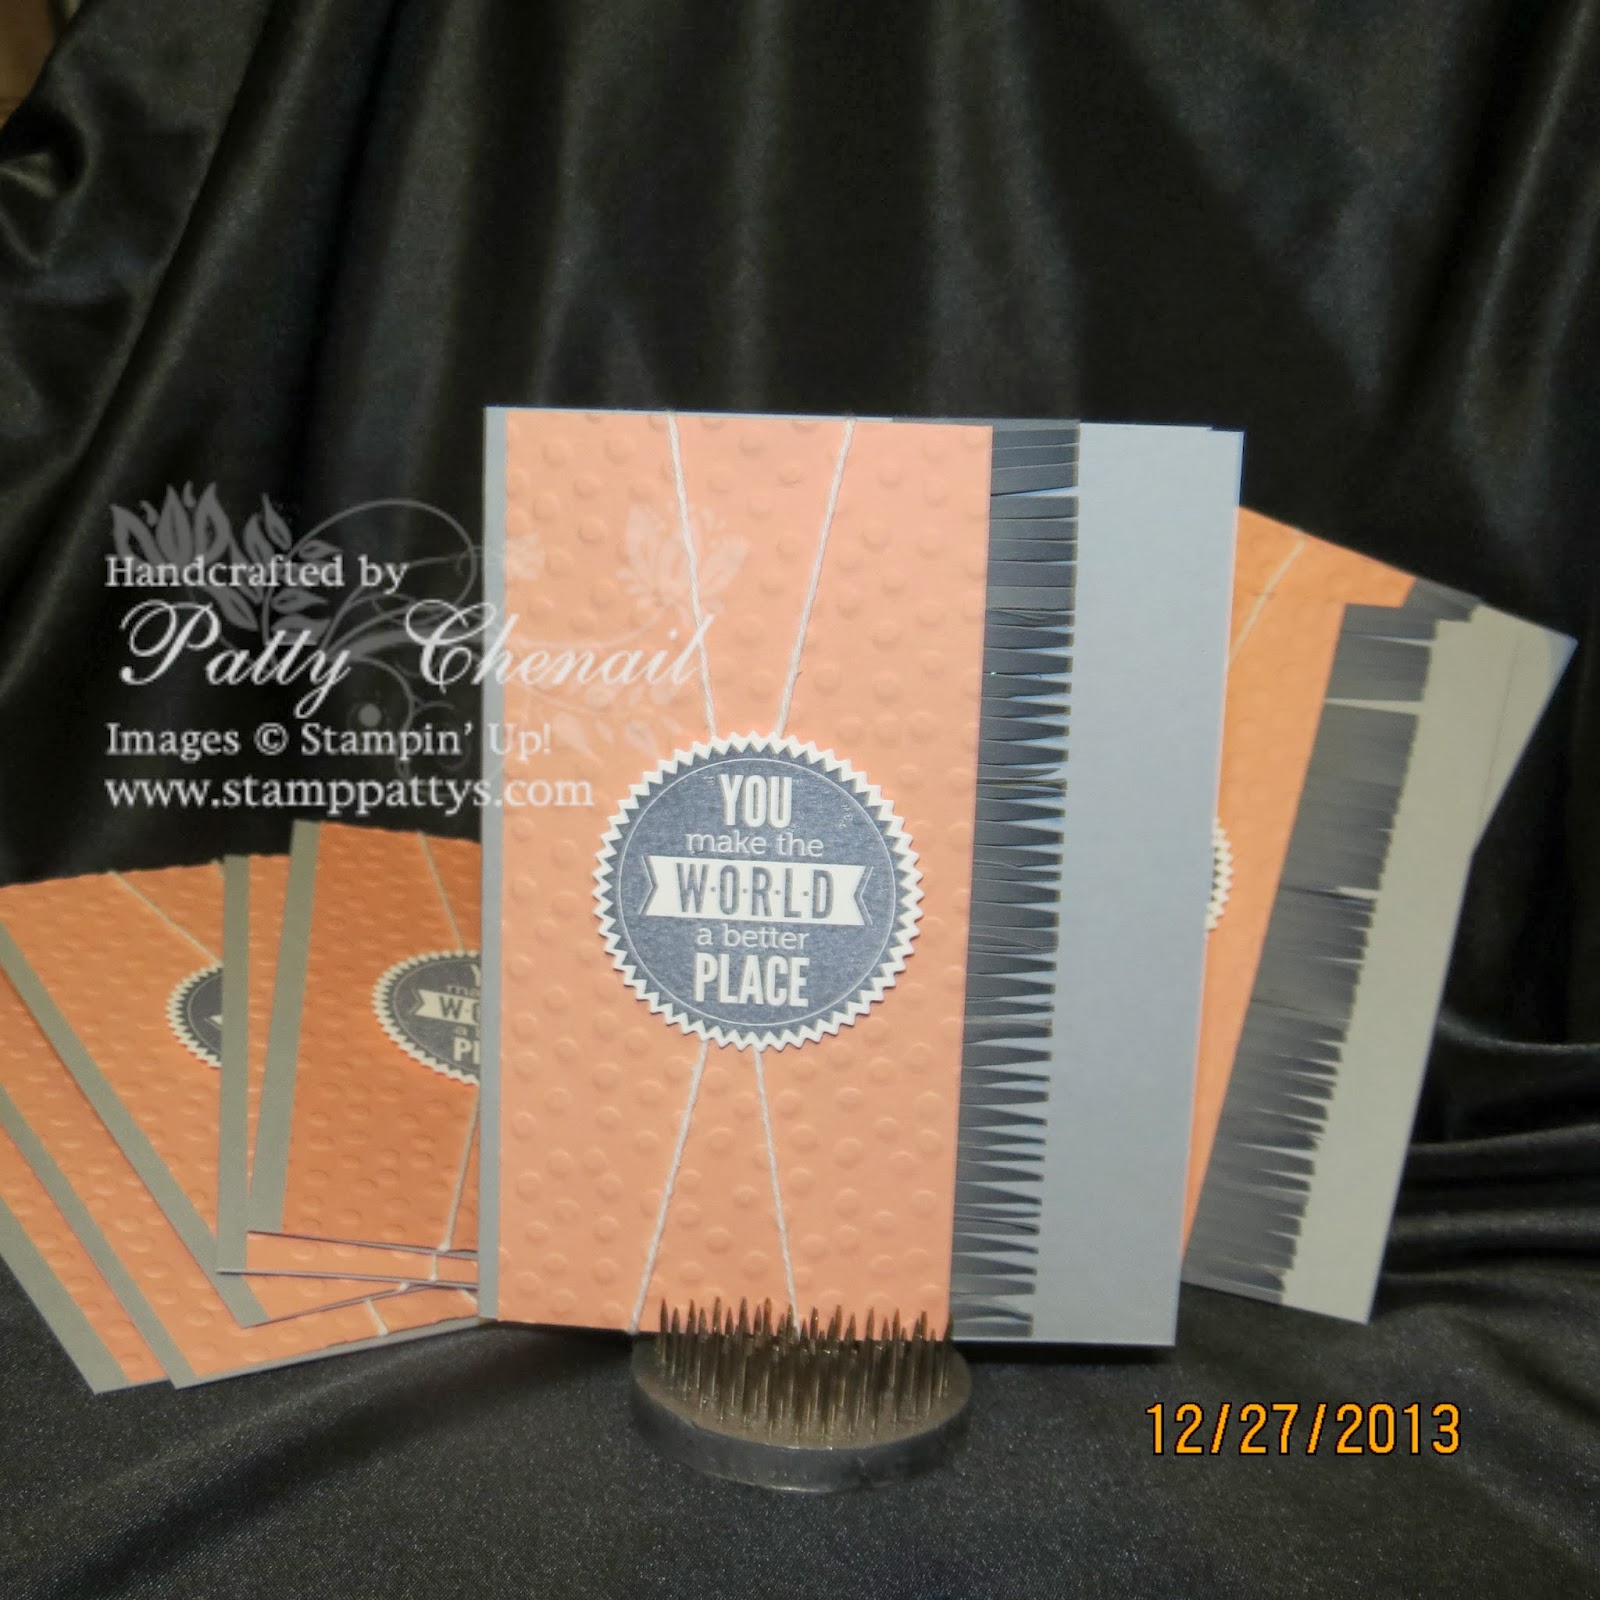 Handcrafted by
Patty Chenail
Images © Stampin' Up!
www.stamppattys.com
YOU
make the
W·O·R·L·D
a better
PLACE
12/27/2013